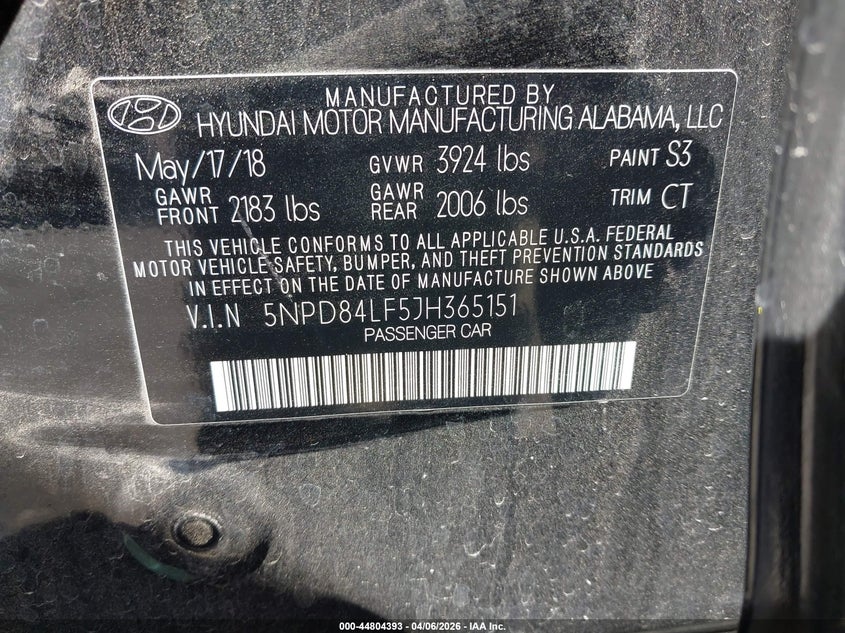 MANUFACTURED BY
HYUNDAI MOTOR MANUFACTURING ALABAMA, LLC
May/17/18 GVWR 3924 lbs PAINT S3
GAWR FRONT 2183 lbs GAWR REAR 2006 lbs TRIM CT
THIS VEHICLE CONFORMS TO ALL APPLICABLE U.S.A. FEDERAL
MOTOR VEHICLE SAFETY, BUMPER, AND THEFT PREVENTION STANDARDS
IN EFFECT ON THE DATE OF MANUFACTURE SHOWN ABOVE
V.I.N 5NPD84LF5JH365151
PASSENGER CAR
000-44804393 - 04/06/2026 - IAA Inc.